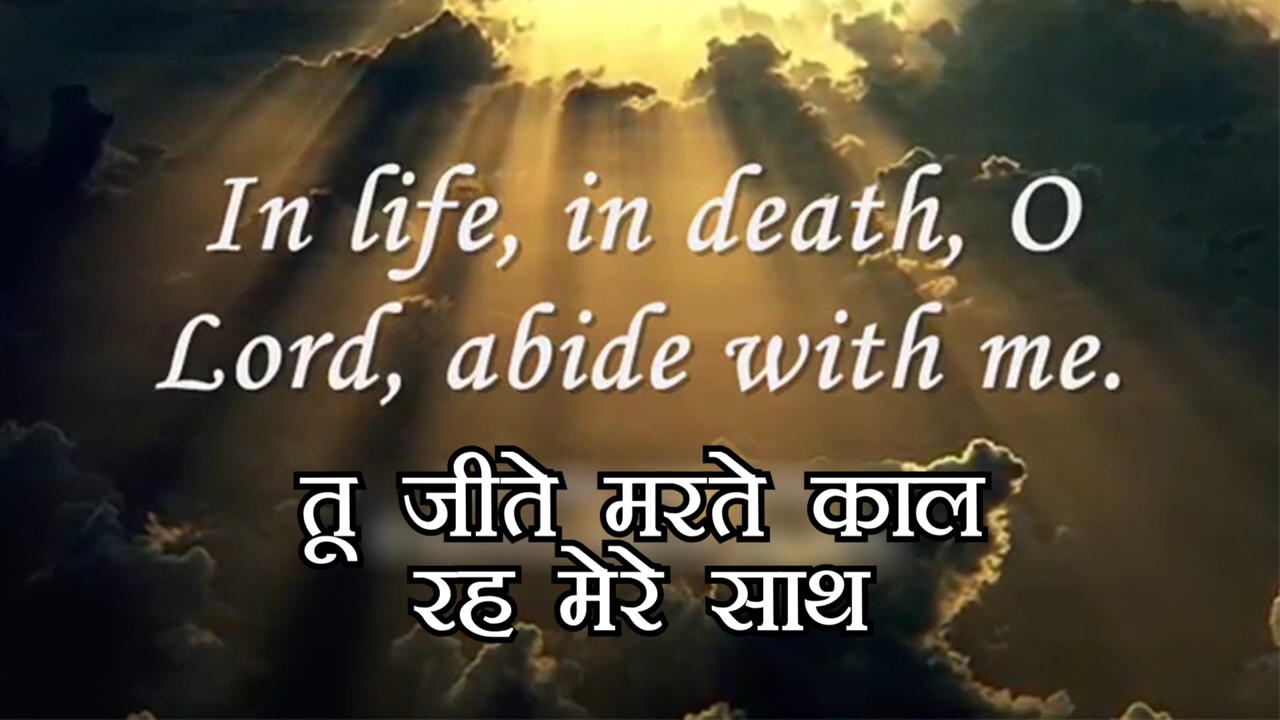 In life, in death, O
Lord, abide with me.
तू जीते मरते काल
रह मेरे साथ